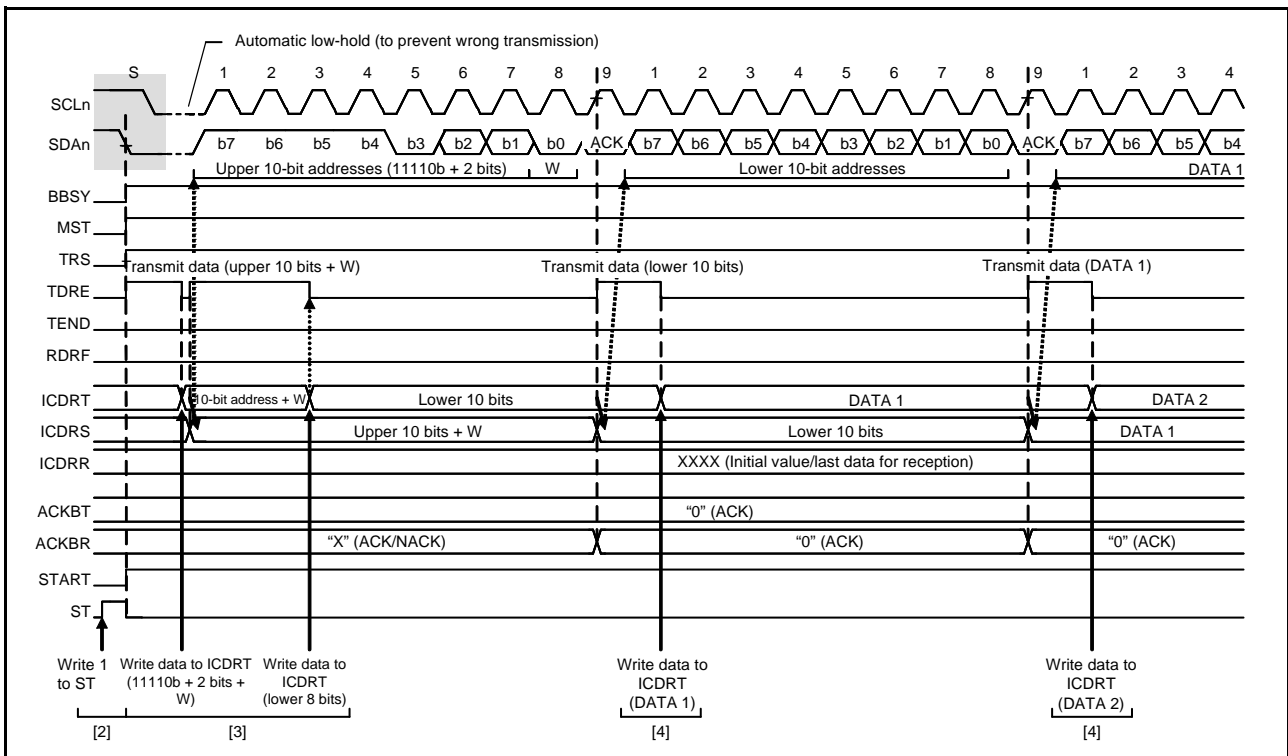 Automatic low-hold (to prevent wrong transmission)
S 1 2 3 4 5 6 7 8 9 1 2 3 4 5 6 7 8 9 1 2 3 4
SCLn
SDAn b7 b6 b5 b4 b3 b2 b1 b0 ACK b7 b6 b5 b4 b3 b2 b1 b0 ACK b7 b6 b5 b4
Upper 10-bit addresses (11110b + 2 bits) W Lower 10-bit addresses DATA 1
BBSY
MST
TRS
Transmit data (upper 10 bits + W) Transmit data (lower 10 bits) Transmit data (DATA 1)
TDRE
TEND
RDRF
ICDRT 10-bit address + W Lower 10 bits DATA 1 DATA 2
ICDRS Upper 10 bits + W Lower 10 bits DATA 1
ICDRR XXXX (Initial value/last data for reception)
ACKBT "0" (ACK)
ACKBR "X" (ACK/NACK) "0" (ACK) "0" (ACK)
START
ST
Write 1 Write data to ICDRT Write data to Write data to Write data to
to ST (11110b + 2 bits + ICDRT ICDRT ICDRT
W) (lower 8 bits) (DATA 1) (DATA 2)
[2] [3] [4] [4]